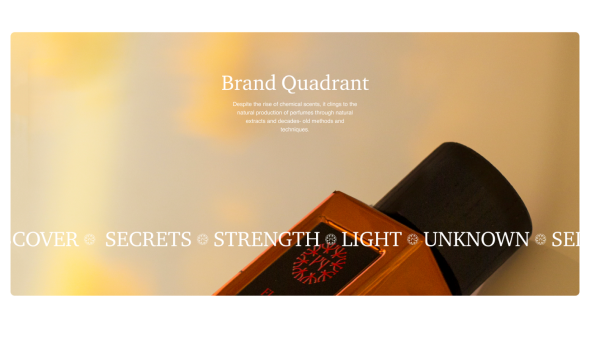 Brand Quadrant
Despite the rise of chemical scents, it clings to the
natural production of perfumes through natural
extracts and decades- old methods and
techniques.
COVER SECRETS STRENGTH LIGHT UNKNOWN SE